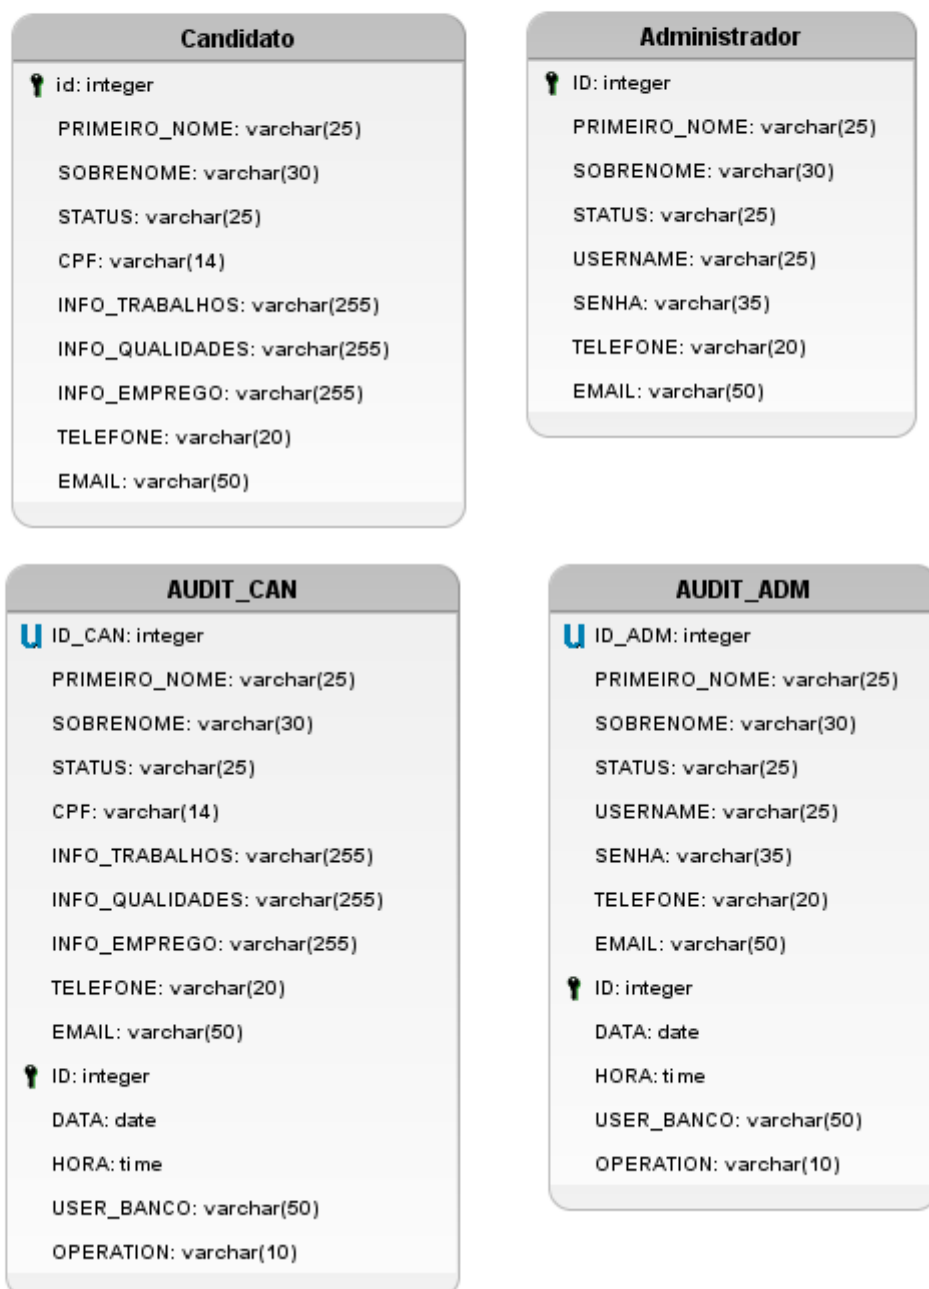 Candidato
id: integer
PRIMEIRO_NOME: varchar(25)
SOBRENOME: varchar(30)
STATUS: varchar(25)
CPF: varchar(14)
INFO_TRABALHOS: varchar(255)
INFO_QUALIDADES: varchar(255)
INFO_EMPREGO: varchar(255)
TELEFONE: varchar(20)
EMAIL: varchar(50)
Administrador
ID: integer
PRIMEIRO_NOME: varchar(25)
SOBRENOME: varchar(30)
STATUS: varchar(25)
USERNAME: varchar(25)
SENHA: varchar(35)
TELEFONE: varchar(20)
EMAIL: varchar(50)
AUDIT_CAN
U ID_CAN: integer
PRIMEIRO_NOME: varchar(25)
SOBRENOME: varchar(30)
STATUS: varchar(25)
CPF: varchar(14)
INFO_TRABALHOS: varchar(255)
INFO_QUALIDADES: varchar(255)
INFO_EMPREGO: varchar(255)
TELEFONE: varchar(20)
EMAIL: varchar(50)
ID: integer
DATA: date
HORA: time
USER_BANCO: varchar(50)
OPERATION: varchar(10)
AUDIT_ADM
U ID_ADM: integer
PRIMEIRO_NOME: varchar(25)
SOBRENOME: varchar(30)
STATUS: varchar(25)
USERNAME: varchar(25)
SENHA: varchar(35)
TELEFONE: varchar(20)
EMAIL: varchar(50)
ID: integer
DATA: date
HORA: time
USER_BANCO: varchar(50)
OPERATION: varchar(10)